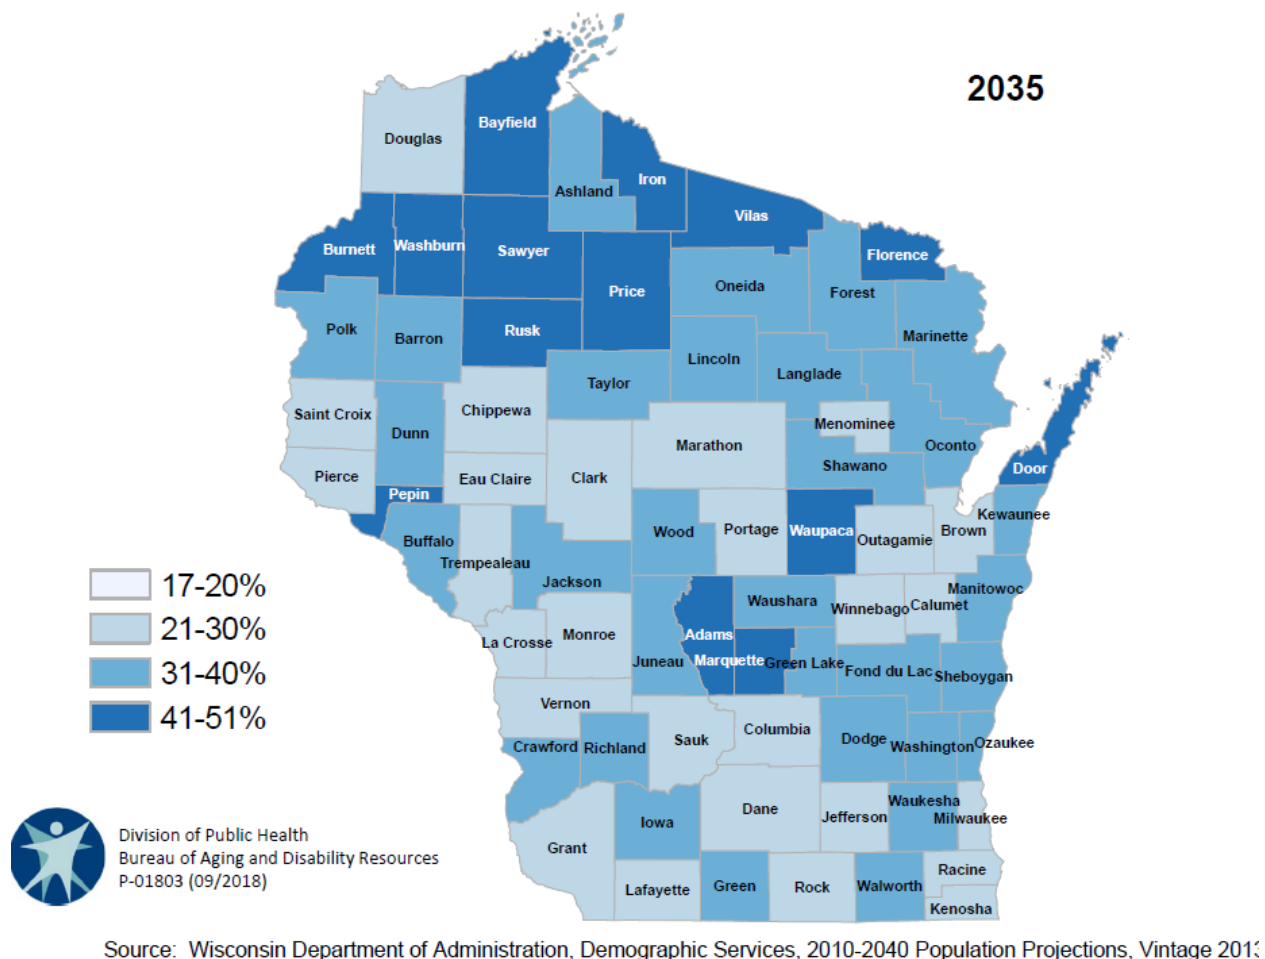 2035
Bayfield
Douglas
Iron
Ashland
Vilas
Burnett
Washburn
Sawyer
Florence
Price
Oneida
Forest
Polk
Barron
Rusk
Marinette
Lincoln
Langlade
Taylor
Saint Croix
Chippewa
Menominee
Dunn
Marathon
Oconto
Shawano
Door
Pierce
Eau Claire
Clark
Pepin
Kewaunee
Buffalo
Wood
Portage
Waupaca
Outagamie
Brown
Trempealeau
Jackson
Manitowoc
17-20%
Waushara
Winnebago
Calumet
21-30%
La Crosse
Monroe
Adams
Juneau
Marquette
Green Lake
Fond du Lac
Sheboygan
31-40%
Vernon
41-51%
Crawford
Richland
Sauk
Columbia
Dodge
Washington
Ozaukee
Waukesha
Iowa
Dane
Jefferson
Milwaukee
Grant
Division of Public Health
Bureau of Aging and Disability Resources
P-01803 (09/2018)
Lafayette
Green
Rock
Walworth
Racine
Kenosha
Source: Wisconsin Department of Administration, Demographic Services, 2010-2040 Population Projections, Vintage 2013